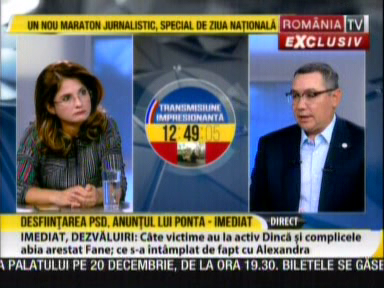 UN NOU MARATON JURNALISTIC, SPECIAL DE ZIUA NAȚIONALĂ
ROMÂNIA TV
EXCLUSIV
TRANSMISIUNE
IMPRESIONANTĂ
12 49 05
DESFIINȚAREA PSD, ANUNȚUL LUI PONTA - IMEDIAT
DIRECT
IMEDIAT, DEZVĂLUIRI: Câte victime au la activ Dincă și complicele
abia arestat Fane; ce s-a întâmplat de fapt cu Alexandra
A PALATULUI PE 20 DECEMBRIE, DE LA ORA 19.30. BILETELE SE GĂSES